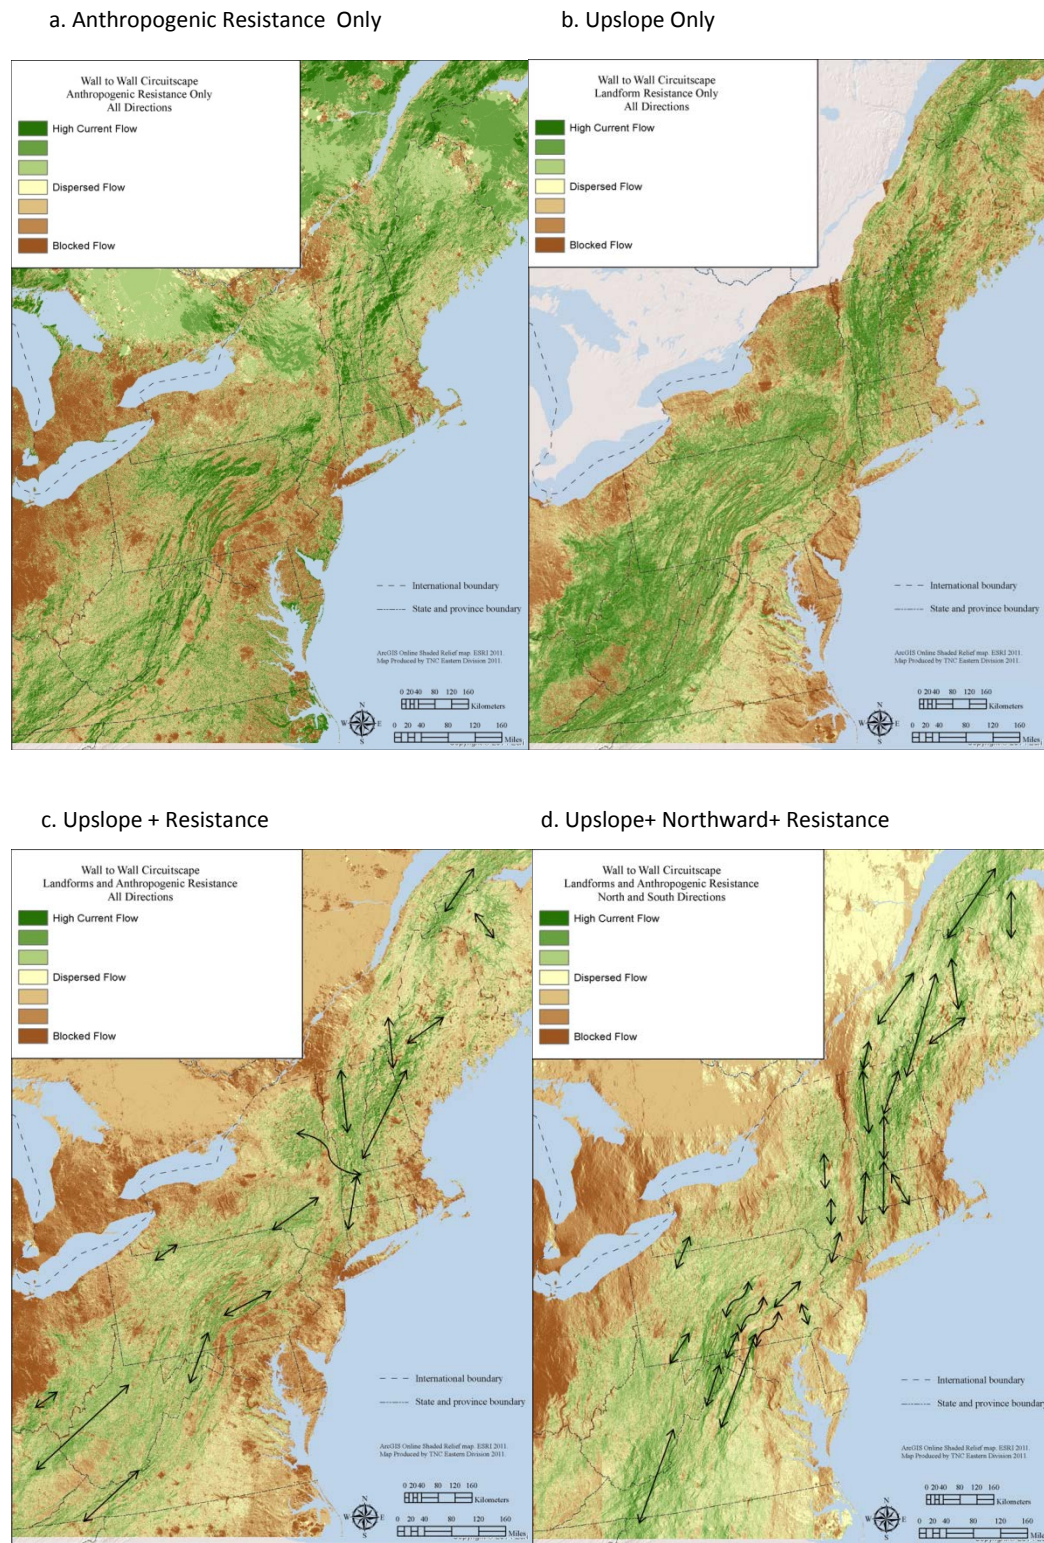 a. Anthropogenic Resistance Only
b. Upslope Only
Wall to Wall Circuitscape
Anthropogenic Resistance Only
All Directions
High Current Flow
Dispersed Flow
Blocked Flow
International boundary
State and province boundary
ArcGIS Online Shaded Relief map. ESRI 2011.
Map Produced by TNC Eastern Division 2011.
0 20 40 80 120 160
Kilometers
0 20 40 80 120 160
Miles
N
W E
S
Wall to Wall Circuitscape
Landform Resistance Only
All Directions
High Current Flow
Dispersed Flow
Blocked Flow
International boundary
State and province boundary
ArcGIS Online Shaded Relief map. ESRI 2011.
Map Produced by TNC Eastern Division 2011.
0 20 40 80 120 160
Kilometers
0 20 40 80 120 160
Miles
N
W E
S
c. Upslope + Resistance
d. Upslope+ Northward+ Resistance
Wall to Wall Circuitscape
Landforms and Anthropogenic Resistance
All Directions
High Current Flow
Dispersed Flow
Blocked Flow
International boundary
State and province boundary
ArcGIS Online Shaded Relief map. ESRI 2011.
Map Produced by TNC Eastern Division 2011.
0 20 40 80 120 160
Kilometers
0 20 40 80 120 160
Miles
N
W E
S
Wall to Wall Circuitscape
Landforms and Anthropogenic Resistance
North and South Directions
High Current Flow
Dispersed Flow
Blocked Flow
International boundary
State and province boundary
ArcGIS Online Shaded Relief map. ESRI 2011.
Map Produced by TNC Eastern Division 2011.
0 20 40 80 120 160
Kilometers
0 20 40 80 120 160
Miles
N
W E
S